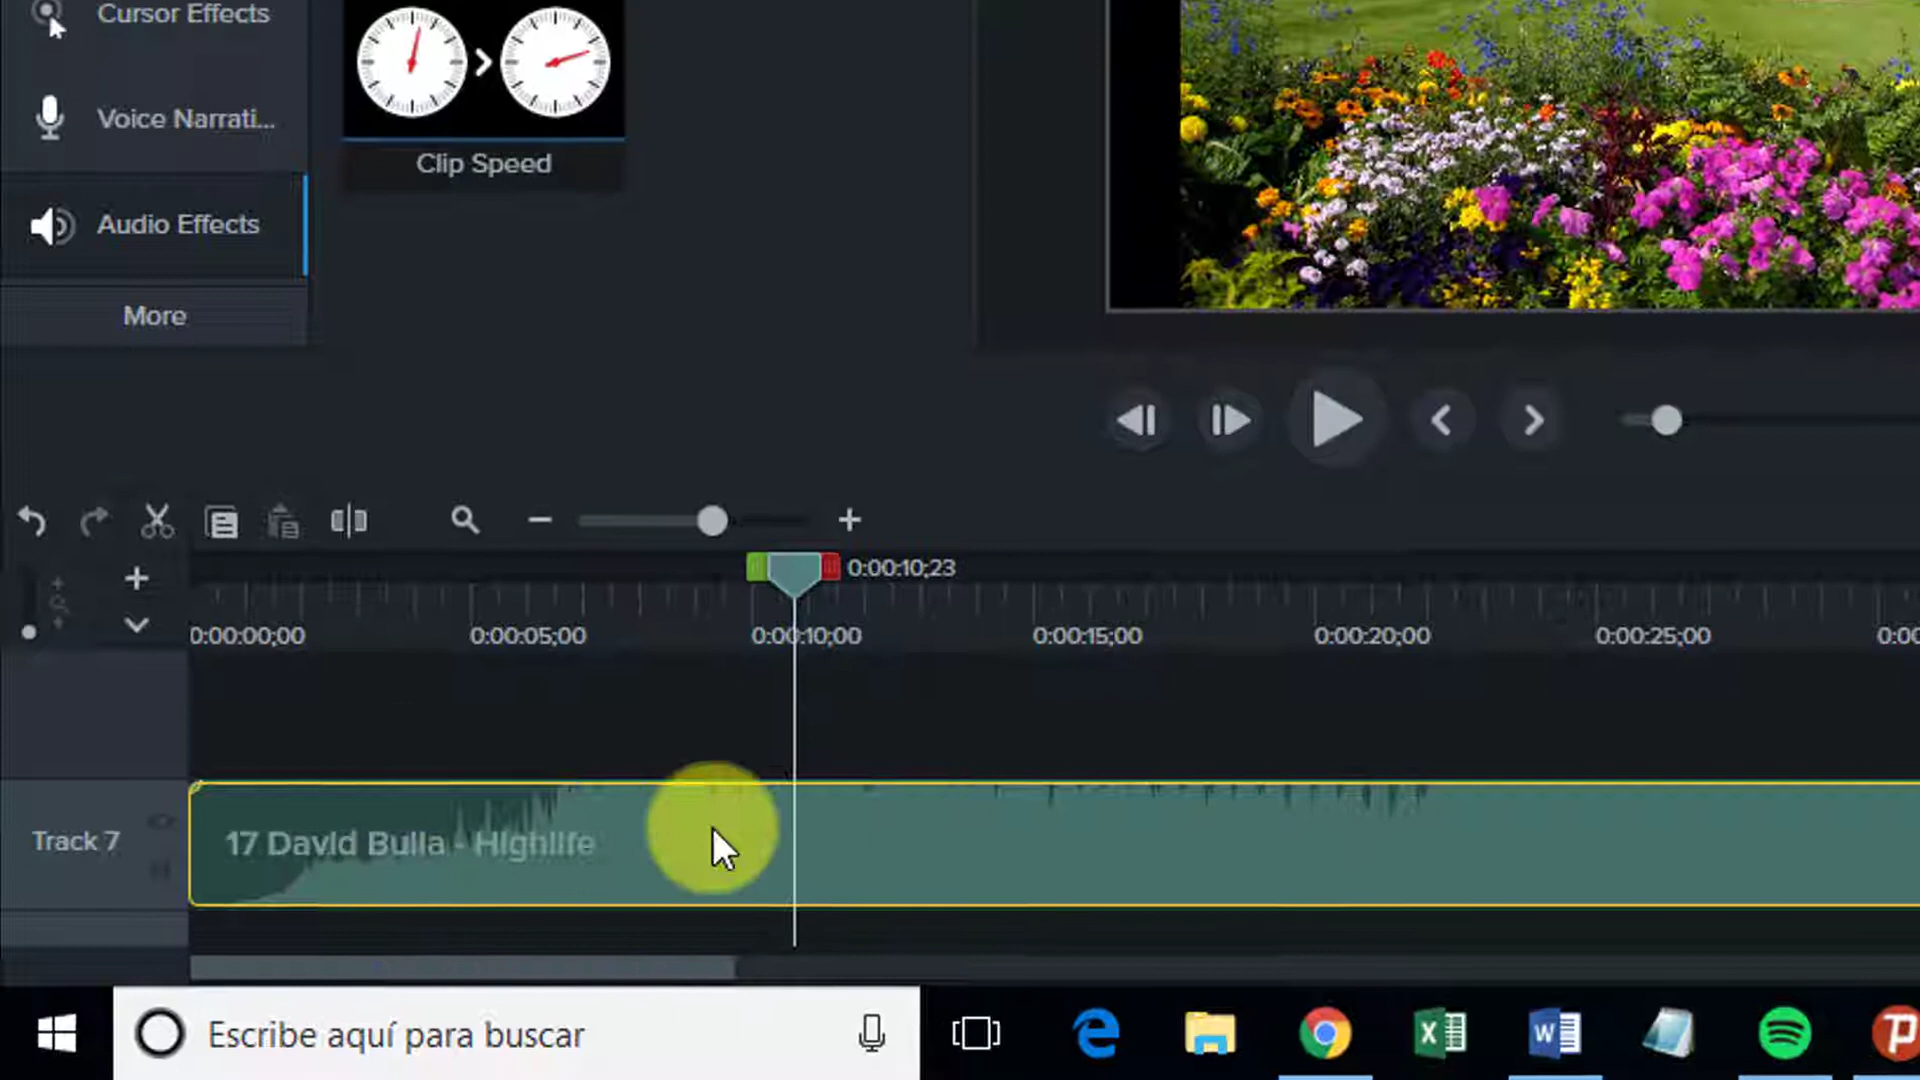 Cursor Effects
Voice Narrati...
Clip Speed
Audio Effects
More
0:00:10;23
0:00:00;00
0:00:05;00
0:00:10;00
0:00:15;00
0:00:20;00
0:00:25;00
0:00
Track 7
17 David Bulla - Highlife
Escribe aquí para buscar